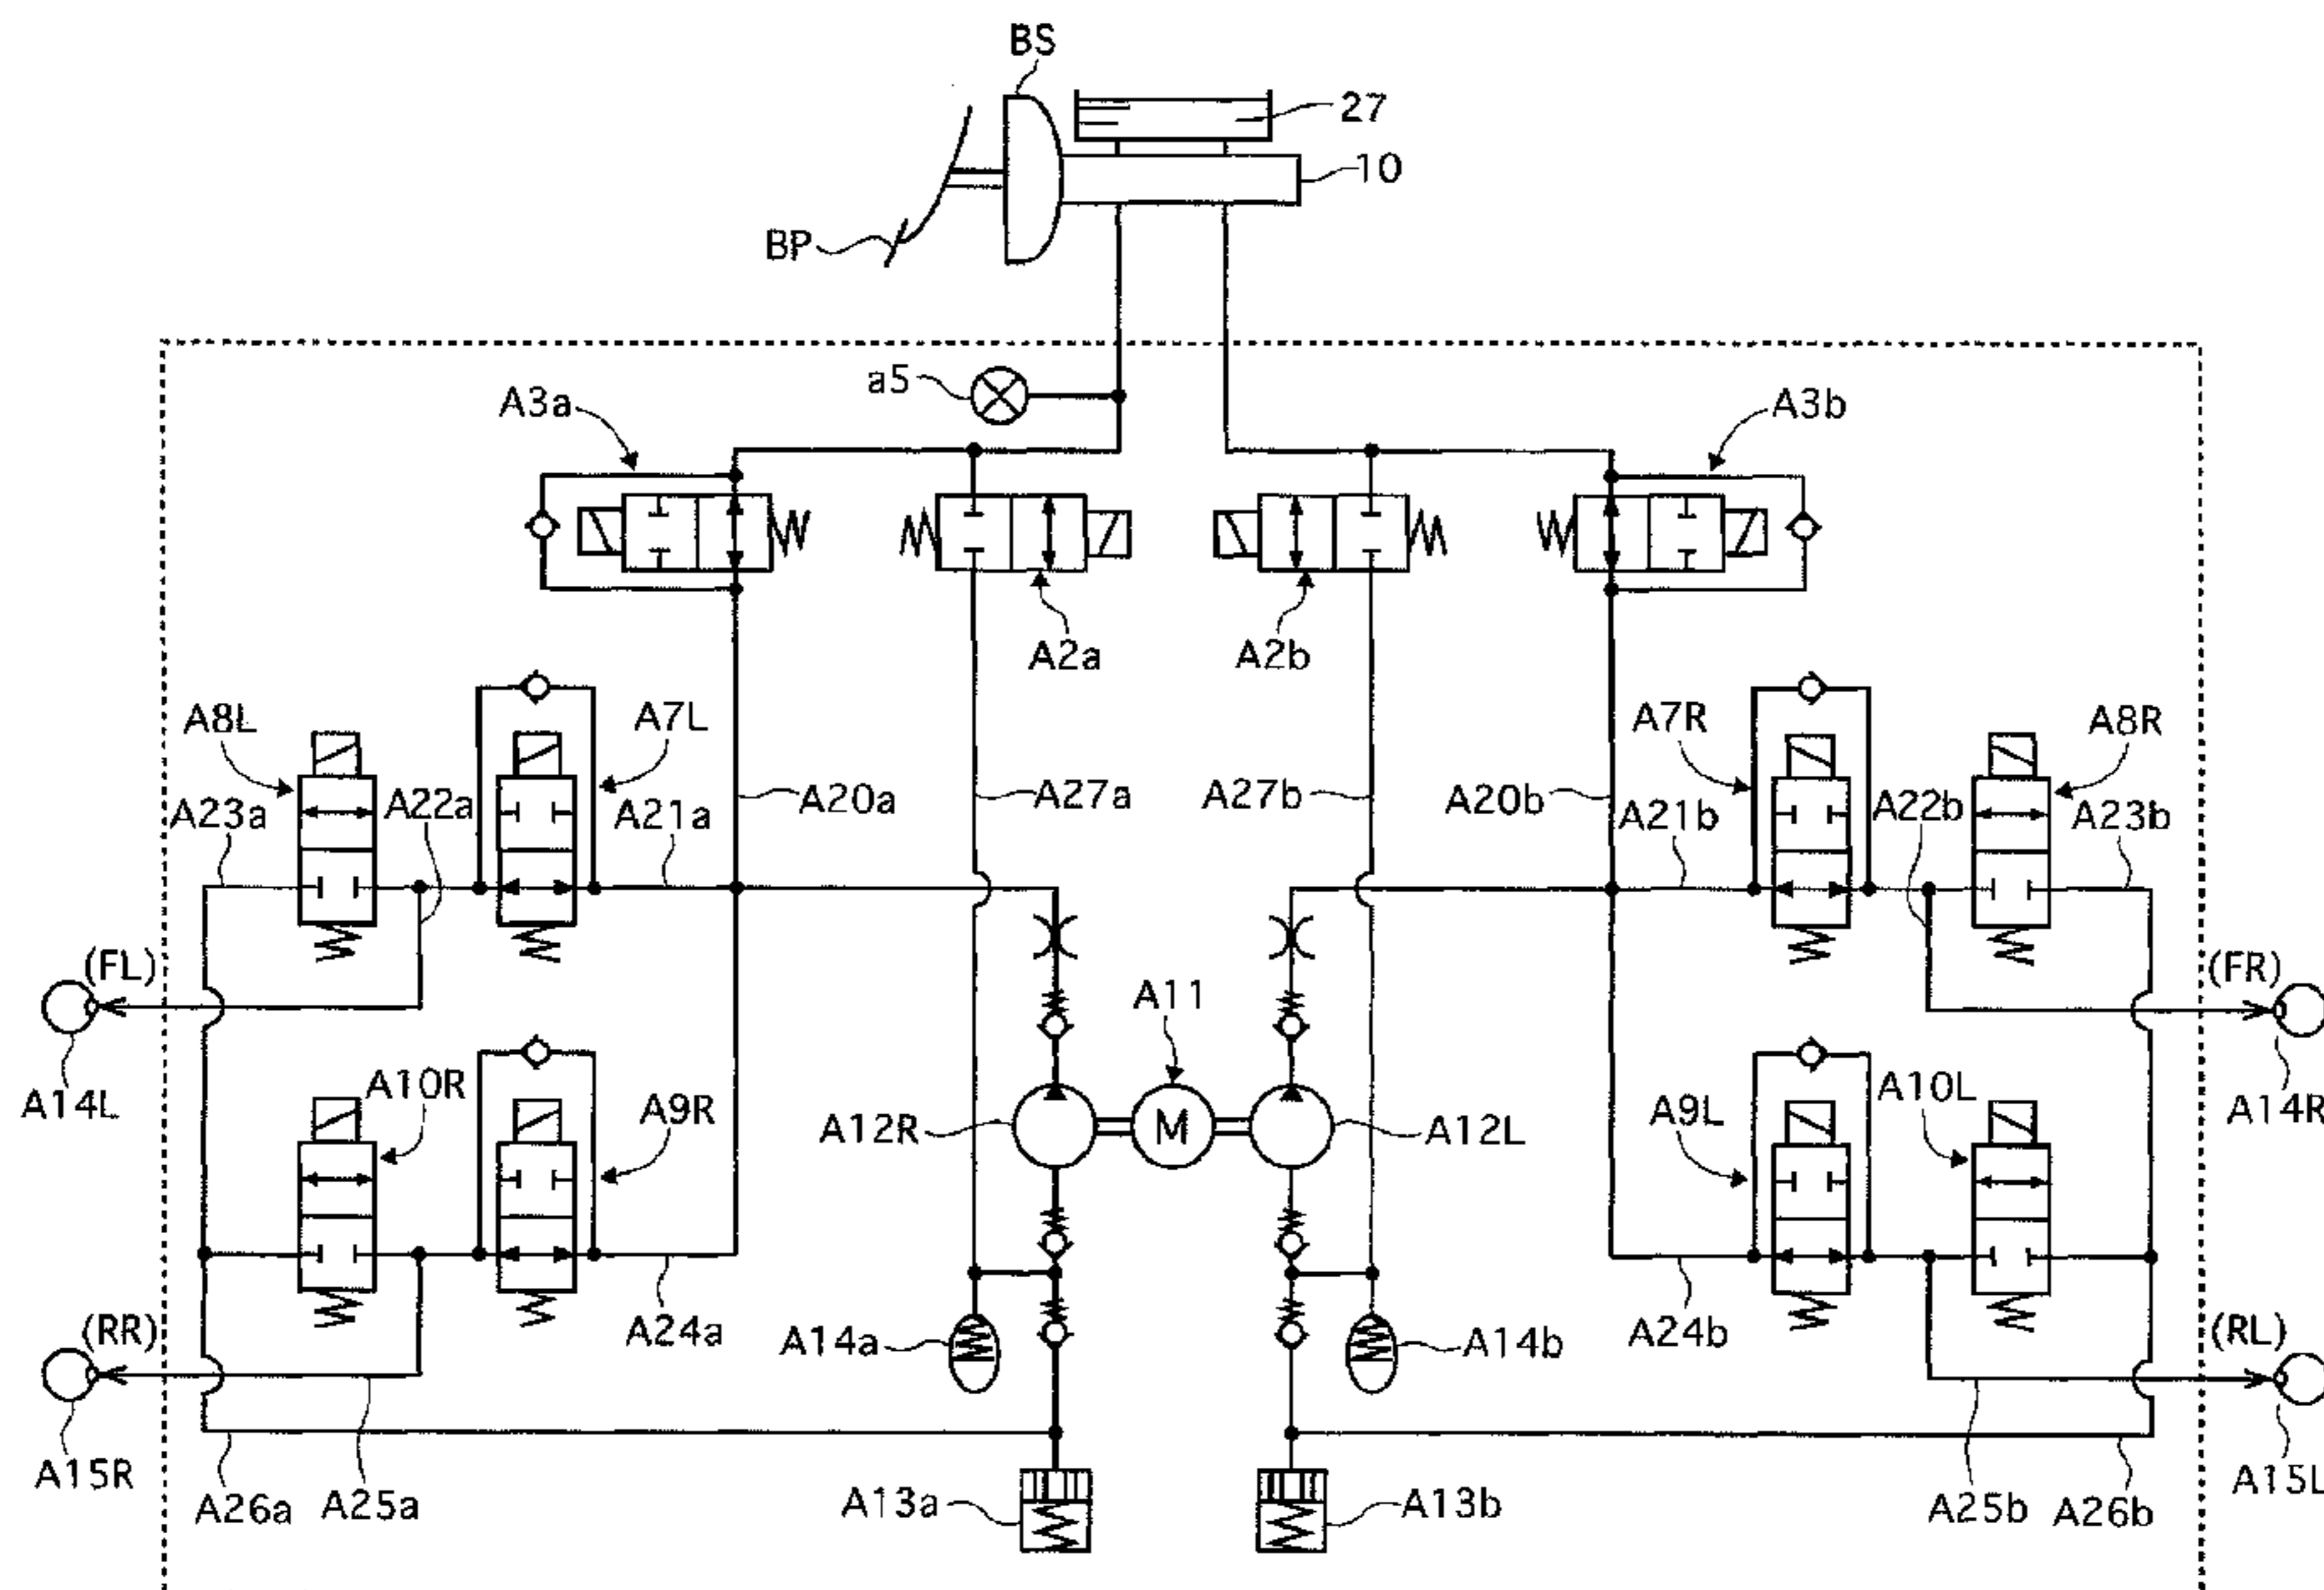 BS
27
10
BP
a5
A3a
A3b
A2a
A2b
A8L
A7L
A7R
A8R
A23a
A22a
A21a
A20a
A27a
A27b
A20b
A21b
A22b
A23b
(FL)
(FR)
A11
A14L
A10R
A9R
A12R
M
A12L
A9L
A10L
A14R
(RR)
A24a
A14a
A14b
A24b
(RL)
A15R
A26a
A25a
A13a
A13b
A25b
A26b
A15L